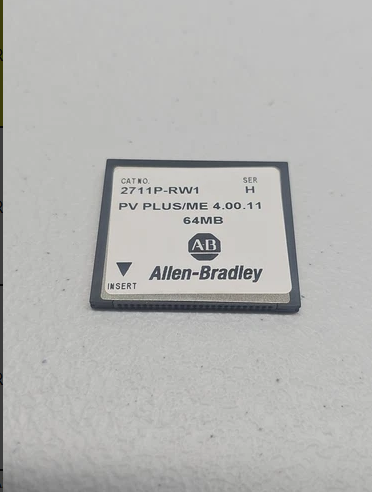 CAT NO. SER
2711P-RW1 H
PV PLUS/ME 4.00.11
64MB
AB
Allen-Bradley
INSERT